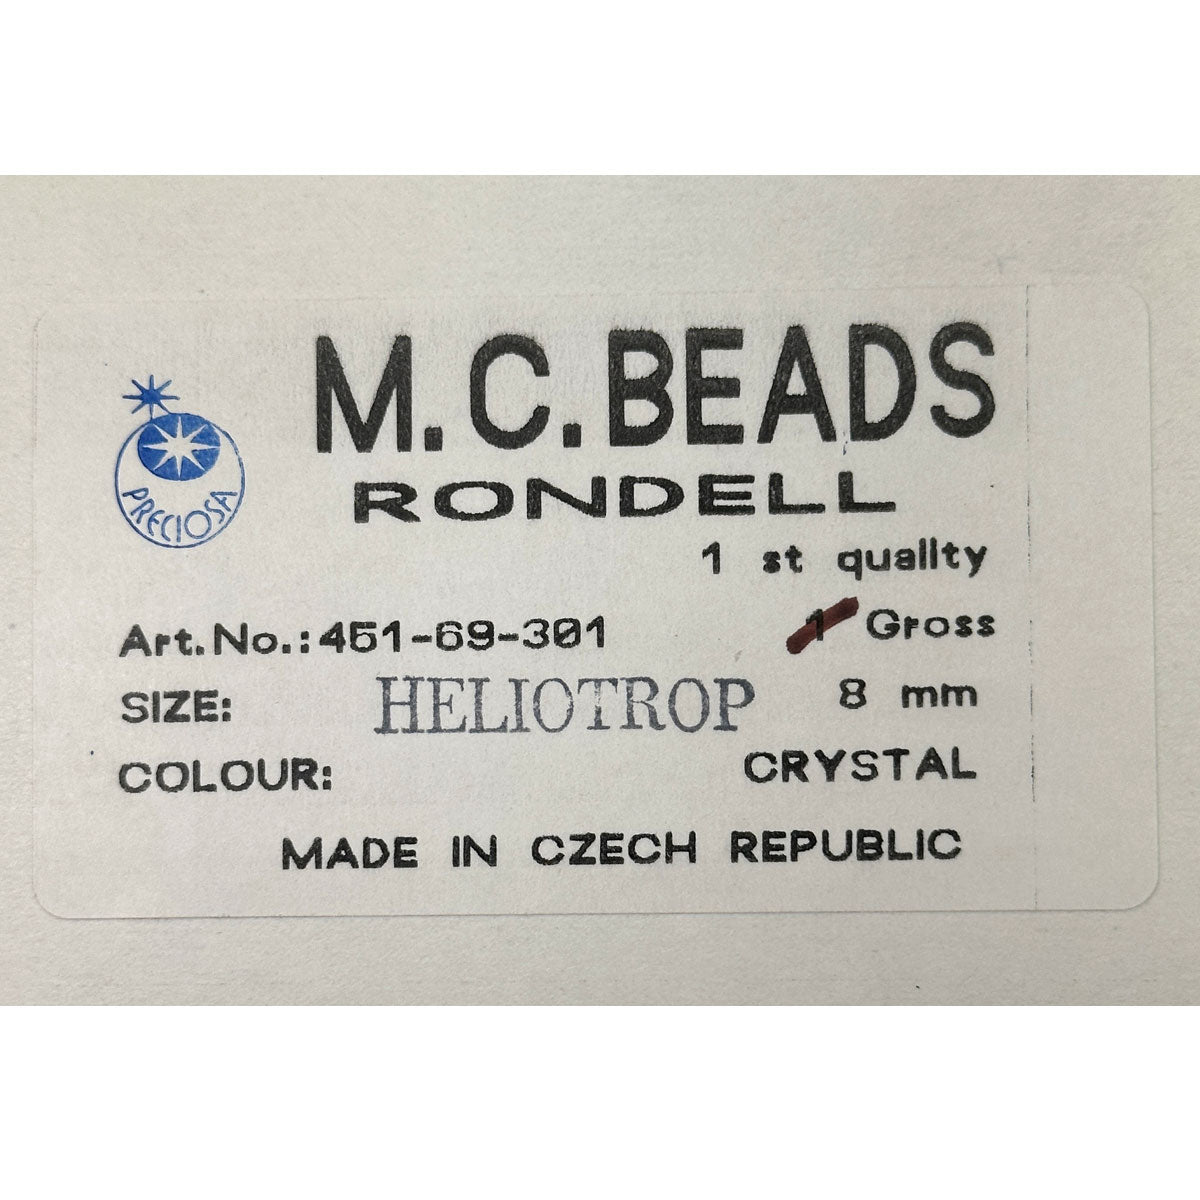 PRECIOSA
M.C.BEADS
RONDELL
1 st quality
Art.No.:451-69-301 1 Gross
SIZE: HELIOTROP 8 mm
COLOUR: CRYSTAL
MADE IN CZECH REPUBLIC